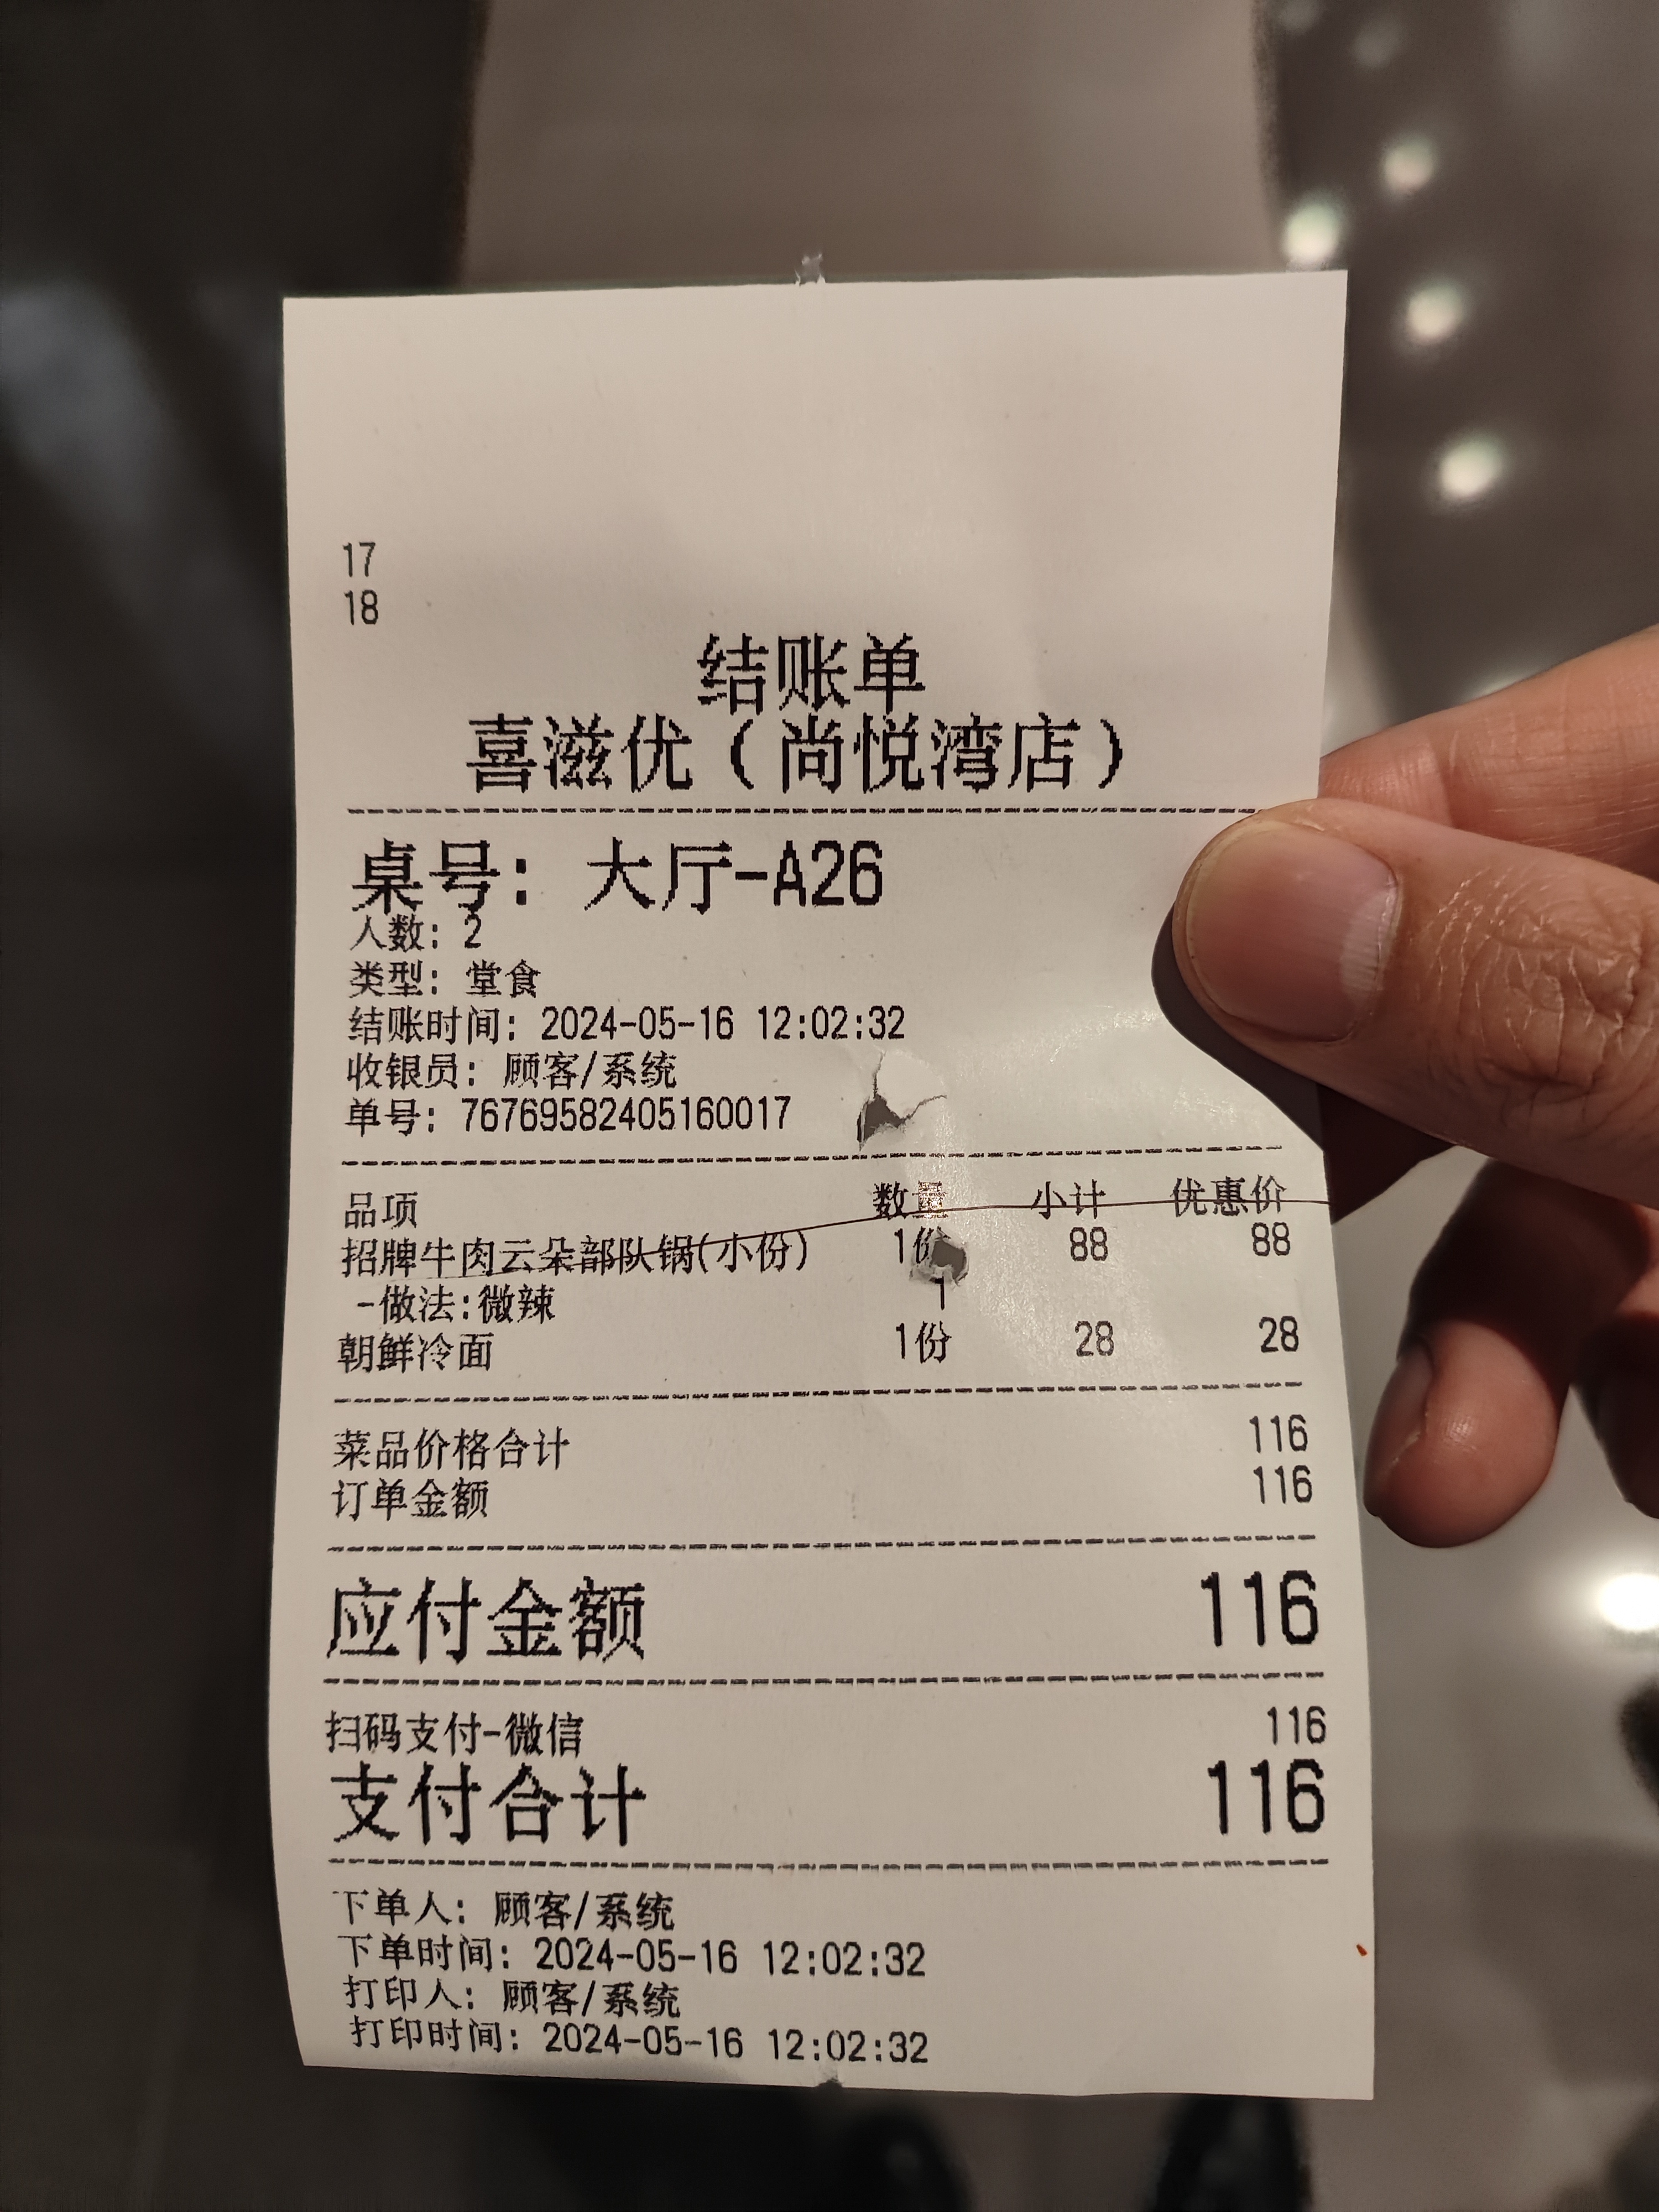 17
18
结账单
喜滋优（尚悦湾店）
桌号: 大厅-A26
人数: 2
类型: 堂食
结账时间: 2024-05-16 12:02:32
收银员: 顾客/系统
单号: 76769582405160017
品项 数量 小计 优惠价
招牌牛肉云朵部队锅(小份) 1份 88 88
-做法:微辣 1
朝鲜冷面 1份 28 28
菜品价格合计 116
订单金额 116
应付金额 116
扫码支付-微信 116
支付合计 116
下单人: 顾客/系统
下单时间: 2024-05-16 12:02:32
打印人: 顾客/系统
打印时间: 2024-05-16 12:02:32